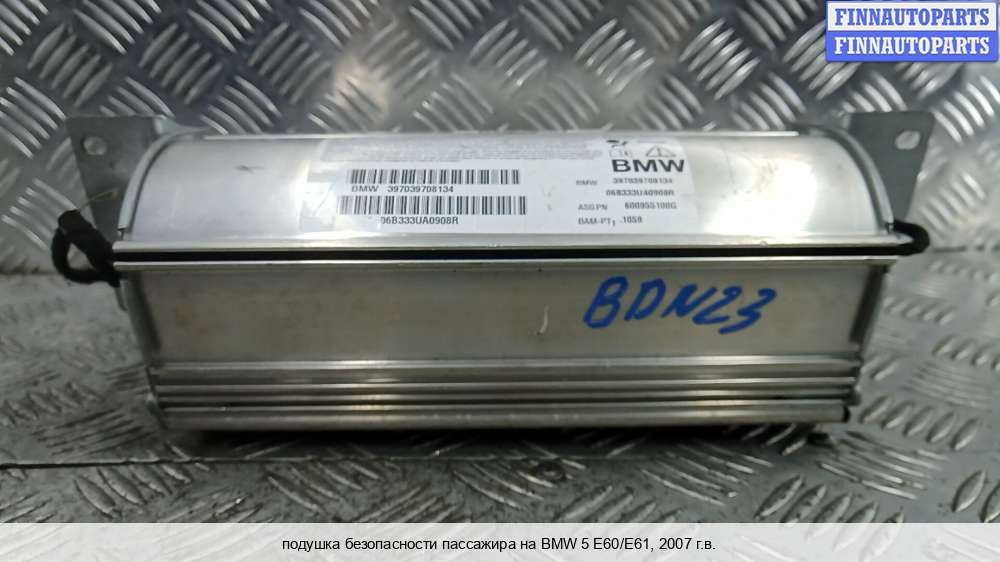 FINNAUTOPARTS
FINNAUTOPARTS
BMW
BMW 397039708134
BMW 397039708134
06B333UA0908R
06B333UA0908R
ASG PN 600955100G
BAM-PT1 .1059
BDN23
подушка безопасности пассажира на BMW 5 E60/E61, 2007 г.в.